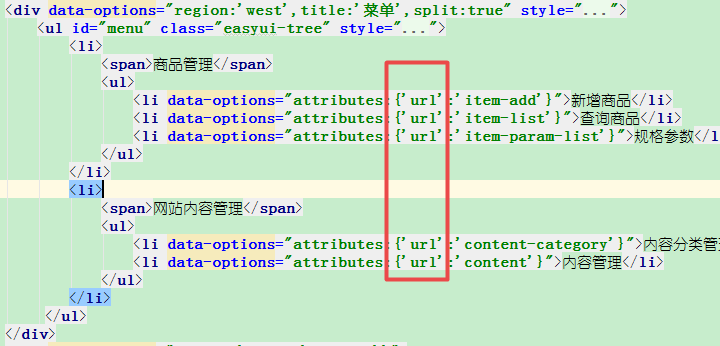 <div data-options="region:'west',title:'菜单',split:true" style="...">
<ul id="menu" class="easyui-tree" style="...">
<li>
<span>商品管理</span>
<ul>
<li data-options="attributes:{'url':'item-add'}">新增商品</li>
<li data-options="attributes:{'url':'item-list'}">查询商品</li>
<li data-options="attributes:{'url':'item-param-list'}">规格参数</l
</ul>
</li>
<li>
<span>网站内容管理</span>
<ul>
<li data-options="attributes:{'url':'content-category'}">内容分类管
<li data-options="attributes:{'url':'content'}">内容管理</li>
</ul>
</li>
</ul>
</div>